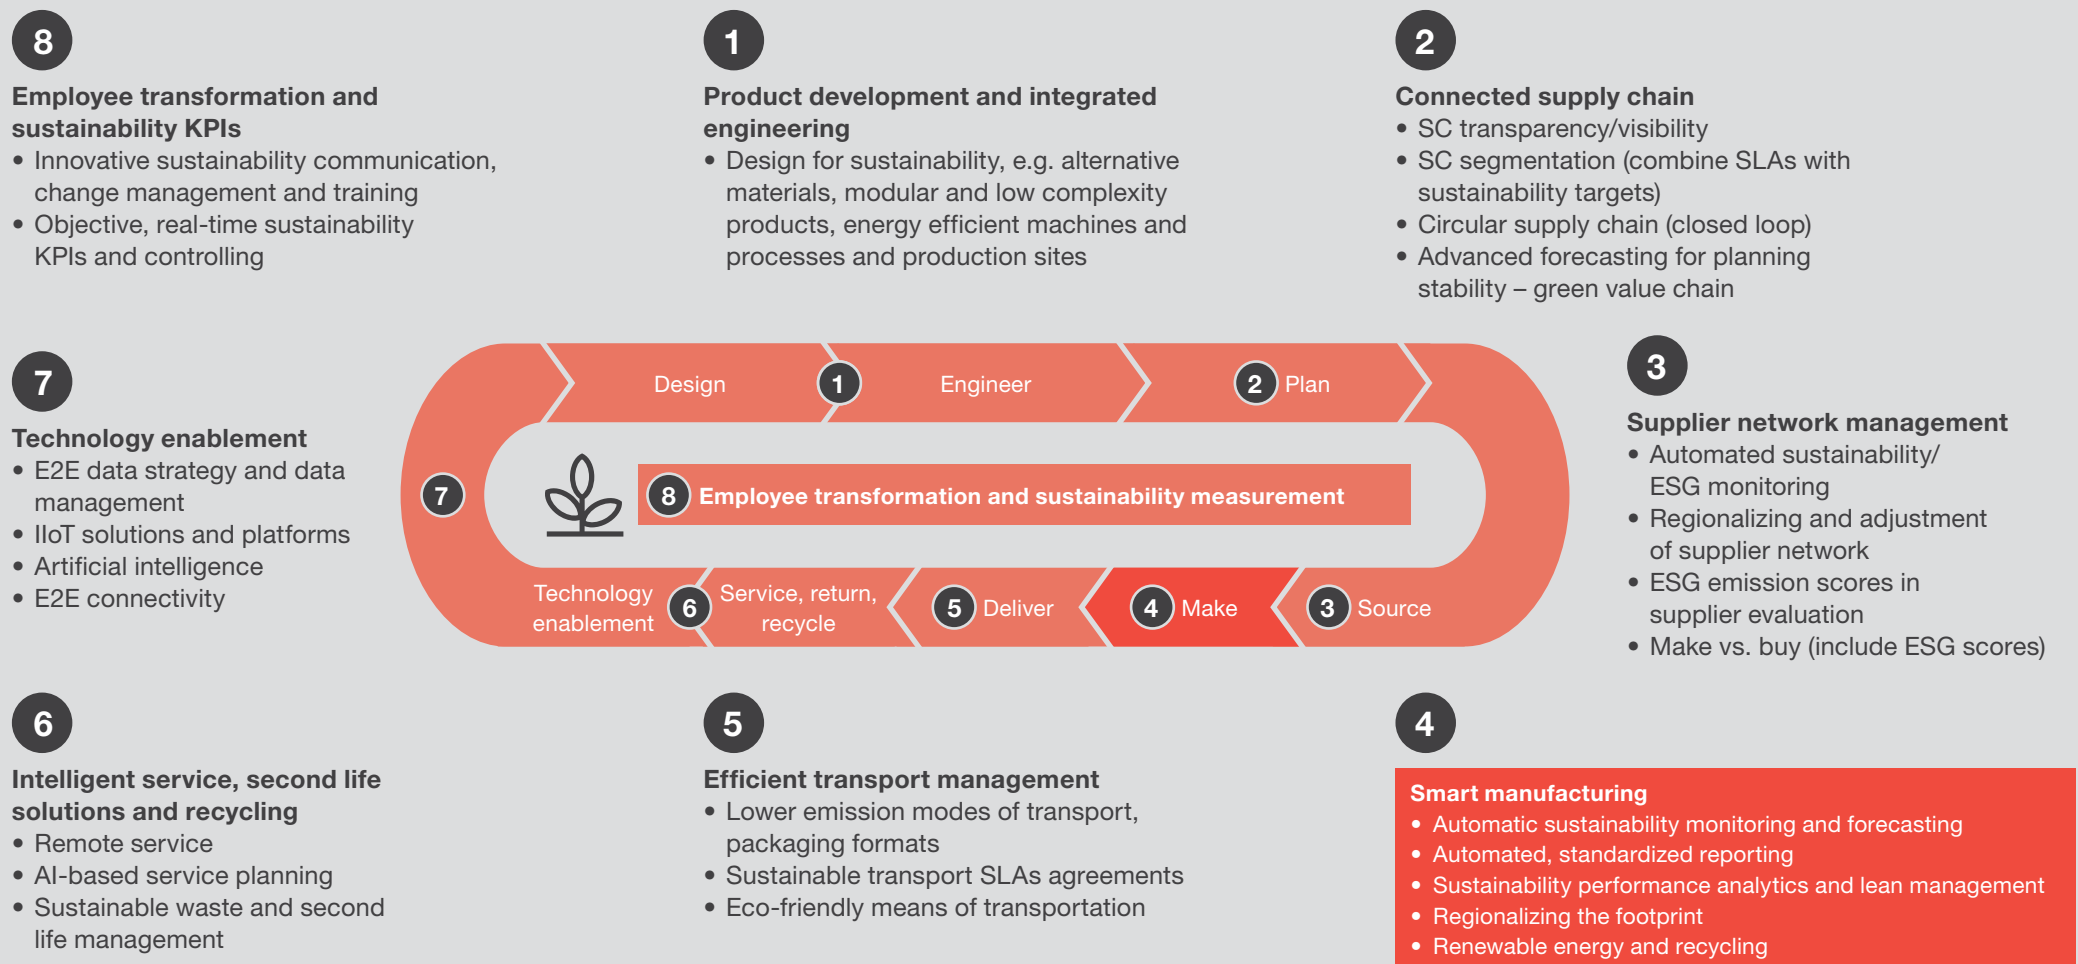 8
Employee transformation and
sustainability KPIs
• Innovative sustainability communication,
change management and training
• Objective, real-time sustainability
KPIs and controlling
1
Product development and integrated
engineering
• Design for sustainability, e.g. alternative
materials, modular and low complexity
products, energy efficient machines and
processes and production sites
2
Connected supply chain
• SC transparency/visibility
• SC segmentation (combine SLAs with
sustainability targets)
• Circular supply chain (closed loop)
• Advanced forecasting for planning
stability – green value chain
7
Technology enablement
• E2E data strategy and data
management
• IIoT solutions and platforms
• Artificial intelligence
• E2E connectivity
Design
1
Engineer
2 Plan
7
8 Employee transformation and sustainability measurement
Technology
enablement
6
Service, return,
recycle
5 Deliver
4 Make
3 Source
3
Supplier network management
• Automated sustainability/
ESG monitoring
• Regionalizing and adjustment
of supplier network
• ESG emission scores in
supplier evaluation
• Make vs. buy (include ESG scores)
6
Intelligent service, second life
solutions and recycling
• Remote service
• AI-based service planning
• Sustainable waste and second
life management
5
Efficient transport management
• Lower emission modes of transport,
packaging formats
• Sustainable transport SLAs agreements
• Eco-friendly means of transportation
4
Smart manufacturing
• Automatic sustainability monitoring and forecasting
• Automated, standardized reporting
• Sustainability performance analytics and lean management
• Regionalizing the footprint
• Renewable energy and recycling